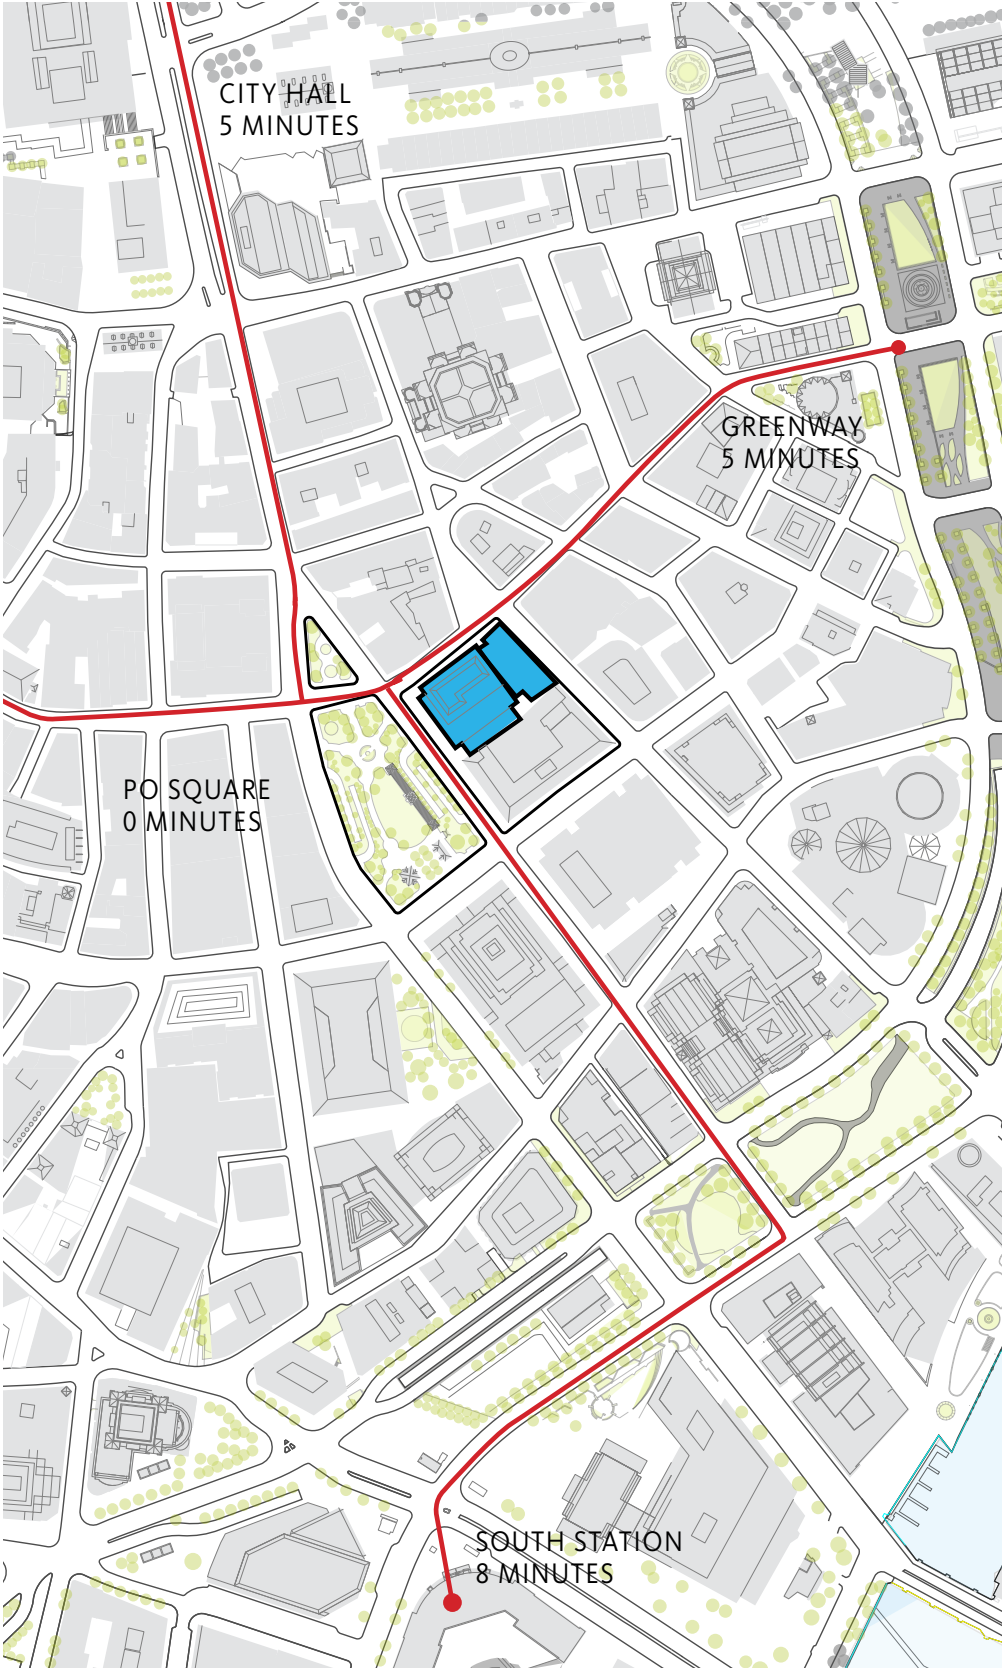 CITY HALL
5 MINUTES
GREENWAY
5 MINUTES
PO SQUARE
0 MINUTES
SOUTH STATION
8 MINUTES